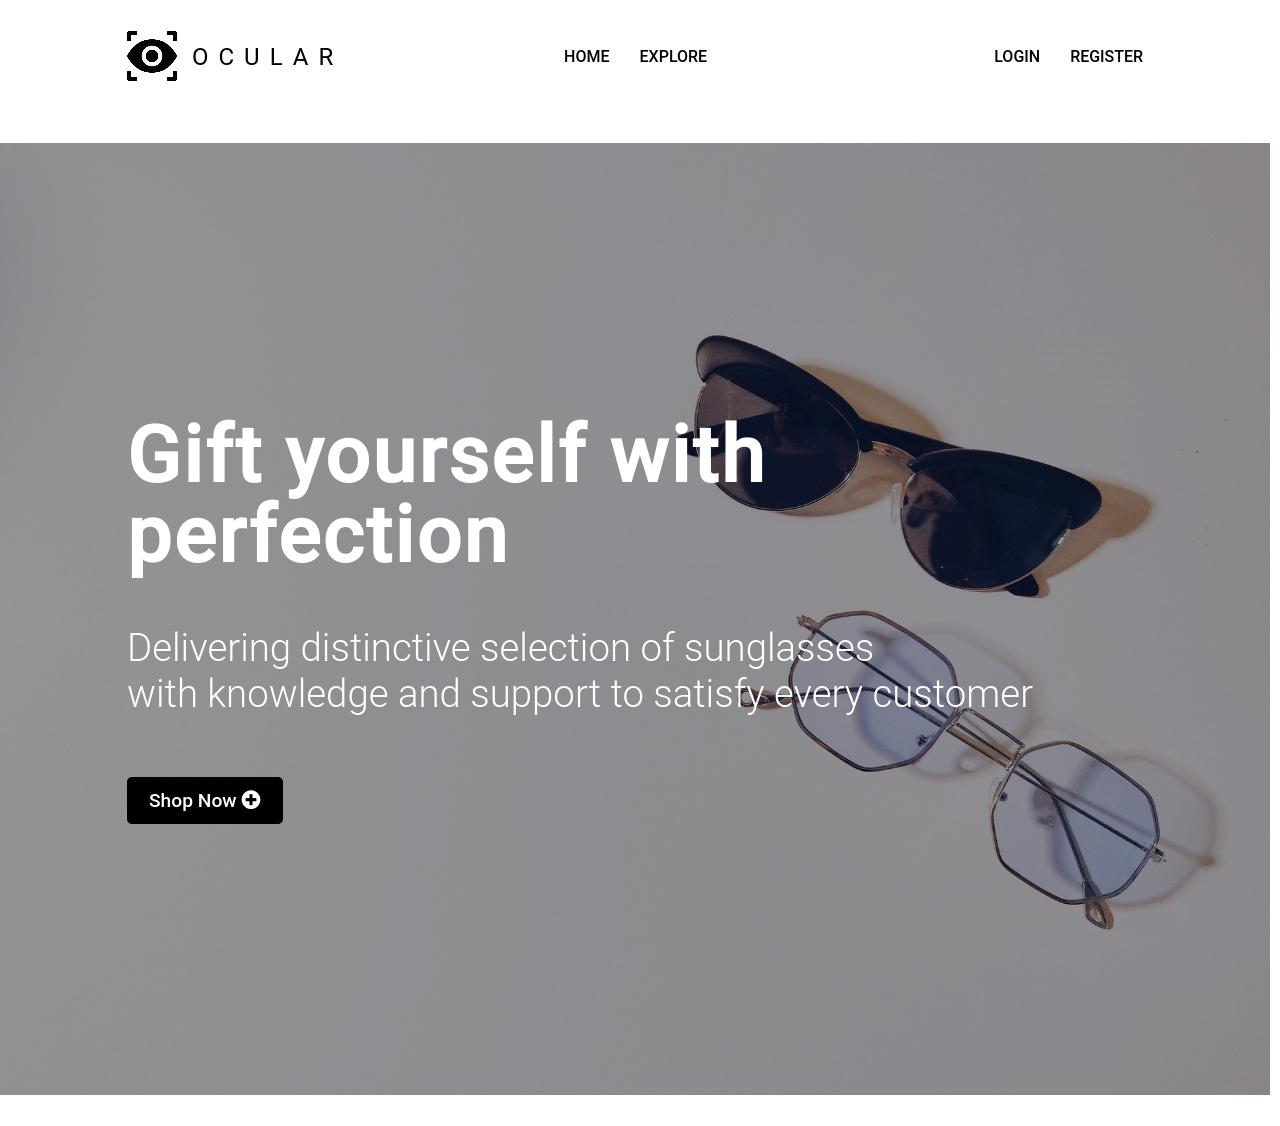 OCULAR
HOME
EXPLORE
LOGIN
REGISTER
Gift yourself with
perfection
Delivering distinctive selection of sunglasses
with knowledge and support to satisfy every customer
Shop Now